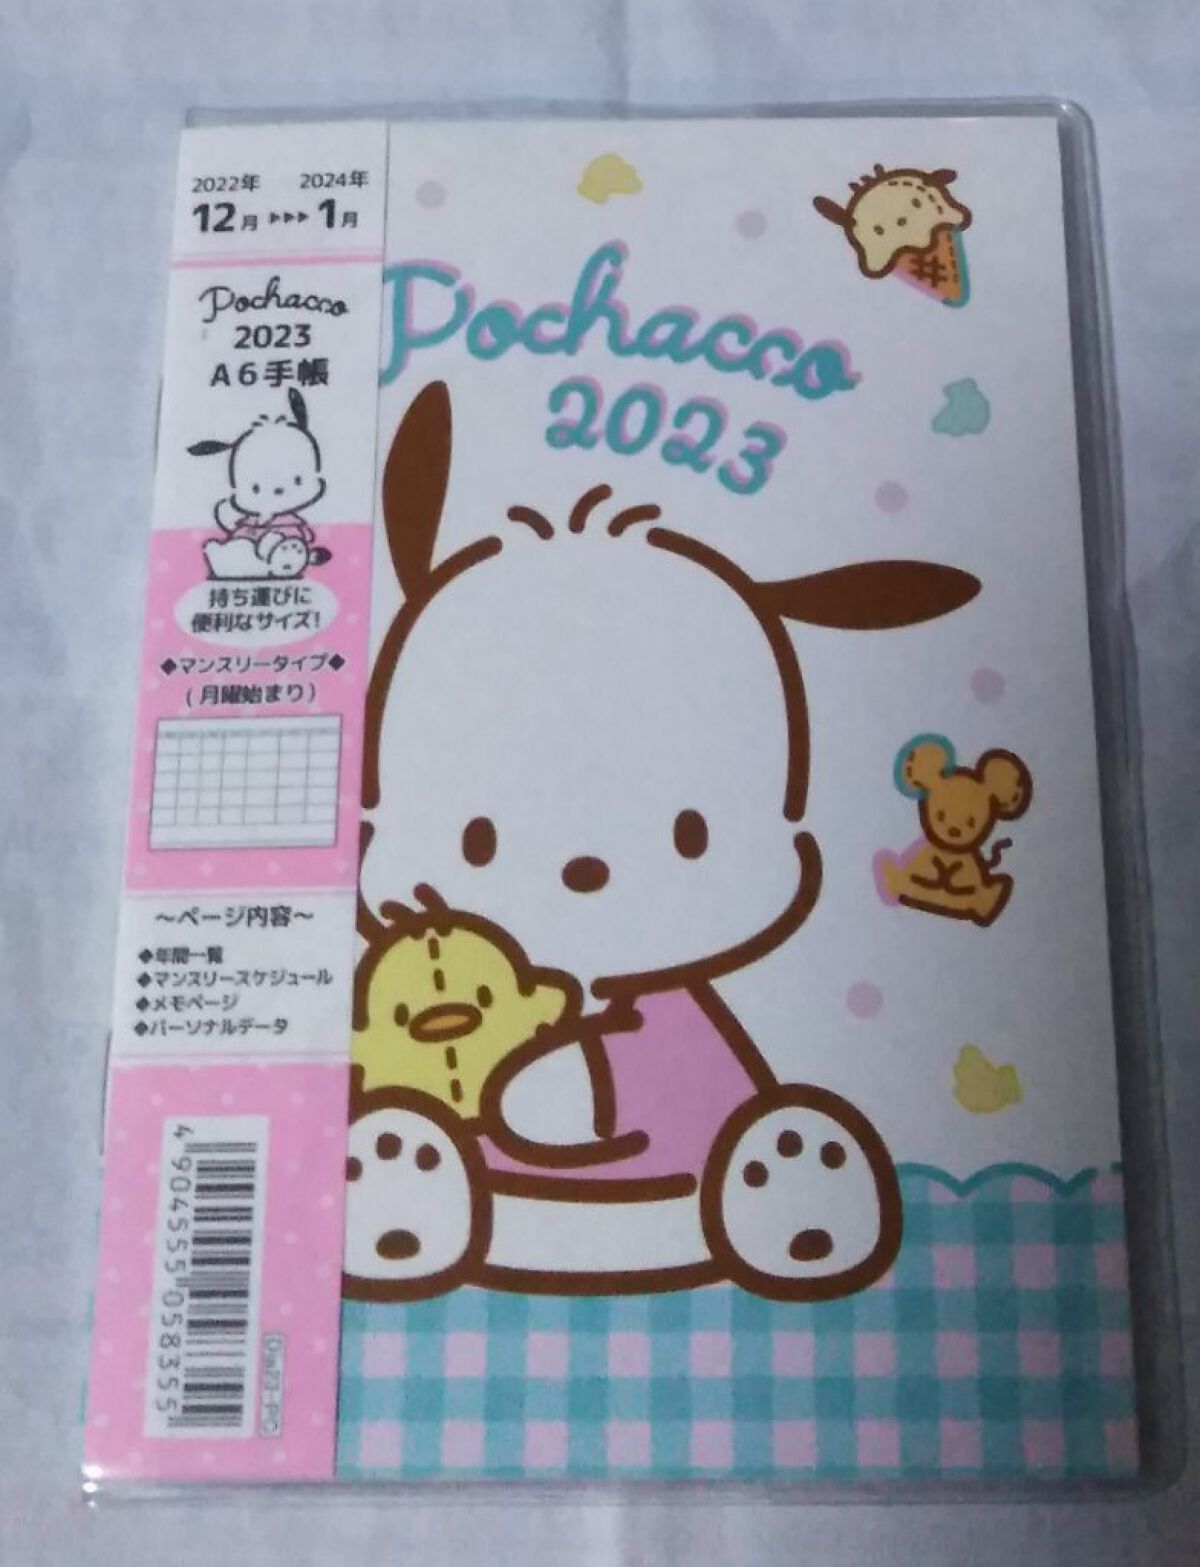 2022年 2024年
12月 ▶▶▶ 1月
Pochacco
2023
A6手帳
持ち運びに
便利なサイズ!
◆マンスリータイプ◆
(月曜始まり)
～ページ内容～
◆年間一覧
◆マンスリースケジュール
◆メモページ
◆パーソナルデータ
4904555058355
Pochacco
2023